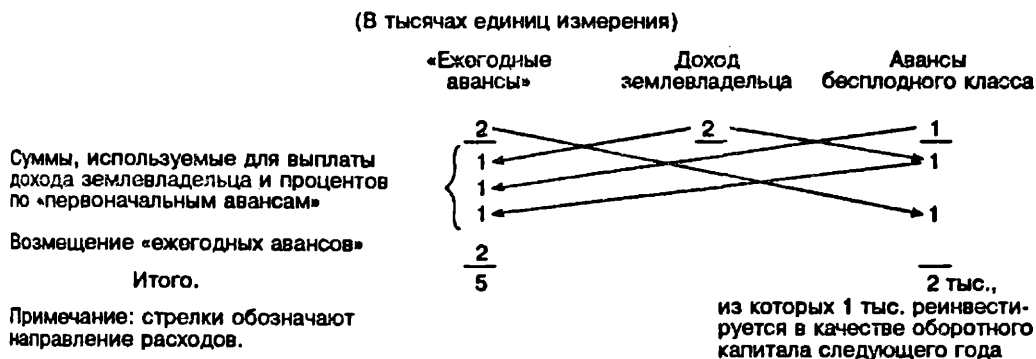 (В тысячах единиц измерения)
«Ежегодные авансы»
Доход землевладельца
Авансы бесплодного класса
2 2 1
Суммы, используемые для выплаты 1 1
дохода землевладельца и процентов 1
по «первоначальным авансам» 1 1
Возмещение «ежегодных авансов» 2
Итого. 5 2 тыс.,
Примечание: стрелки обозначают
направление расходов.
из которых 1 тыс. реинвести-
руется в качестве оборотного
капитала следующего года